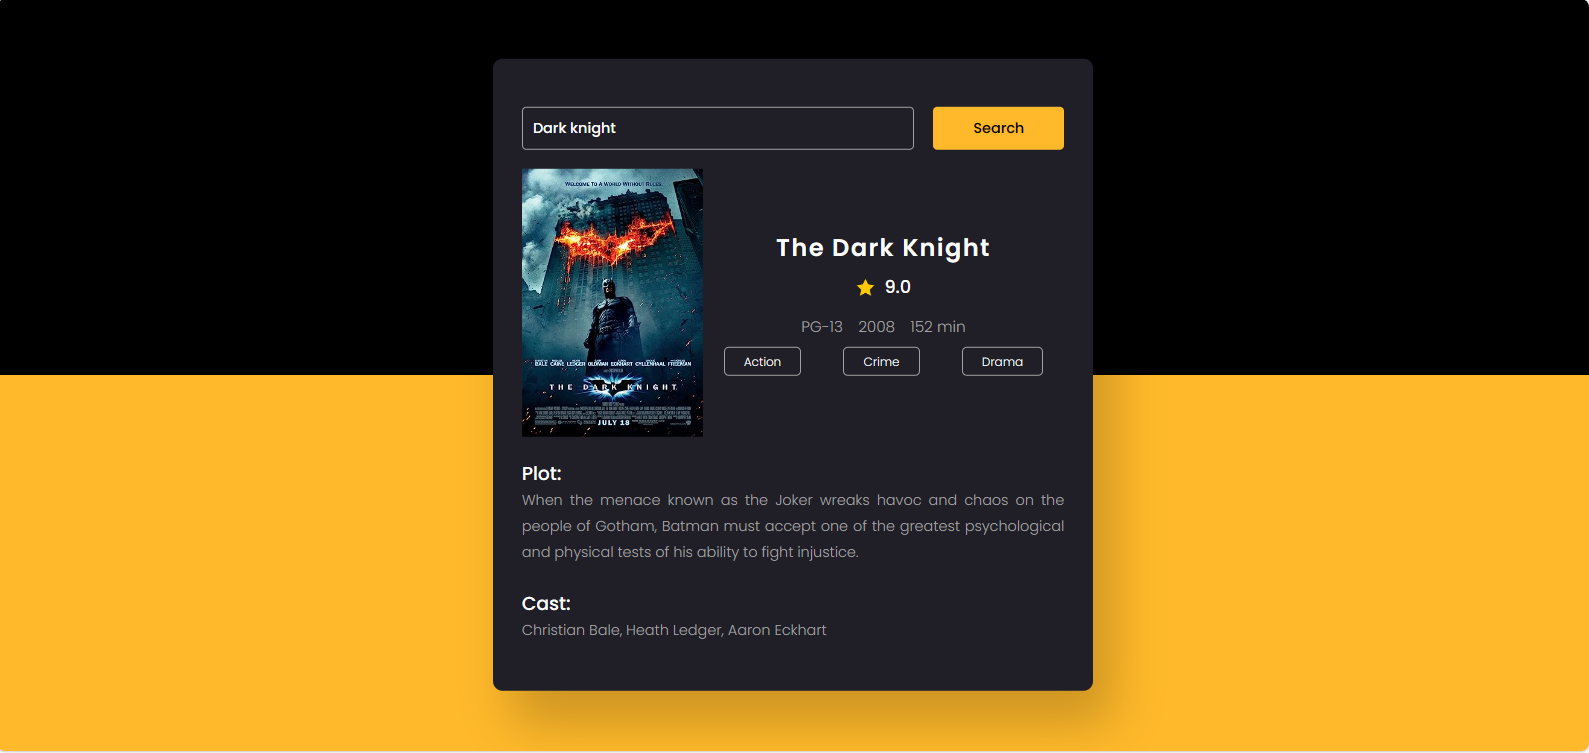 Dark knight
Search
WELCOME TO A WORLD WITHOUT RULES.
The Dark Knight
9.0
PG-13 2008 152 min
Action Crime Drama
BALE CAINE LEDGER OLDMAN ECKHART GYLLENHAAL FREEMAN
THE DARK KNIGHT
JULY 18
Plot:
When the menace known as the Joker wreaks havoc and chaos on the
people of Gotham, Batman must accept one of the greatest psychological
and physical tests of his ability to fight injustice.
Cast:
Christian Bale, Heath Ledger, Aaron Eckhart